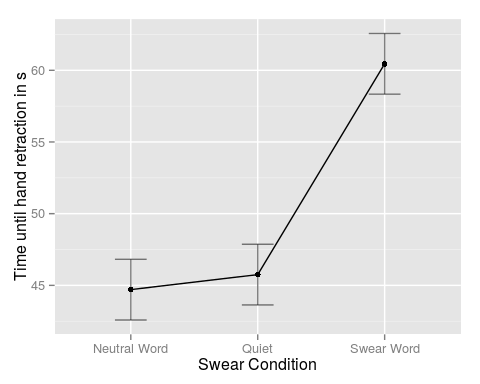 Time until hand retraction in s
60
55
50
45
Neutral Word
Quiet
Swear Word
Swear Condition